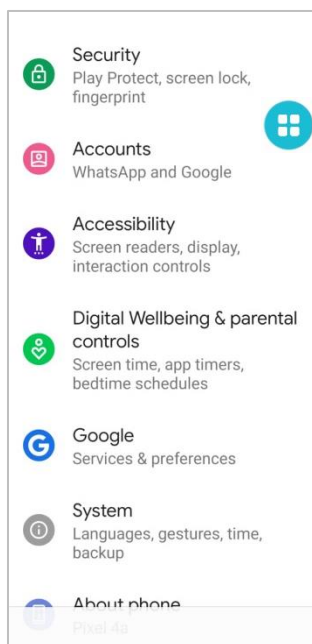 Security
Play Protect, screen lock,
fingerprint
Accounts
WhatsApp and Google
Accessibility
Screen readers, display,
interaction controls
Digital Wellbeing & parental
controls
Screen time, app timers,
bedtime schedules
Google
Services & preferences
System
Languages, gestures, time,
backup
About phone
Pixel 4a